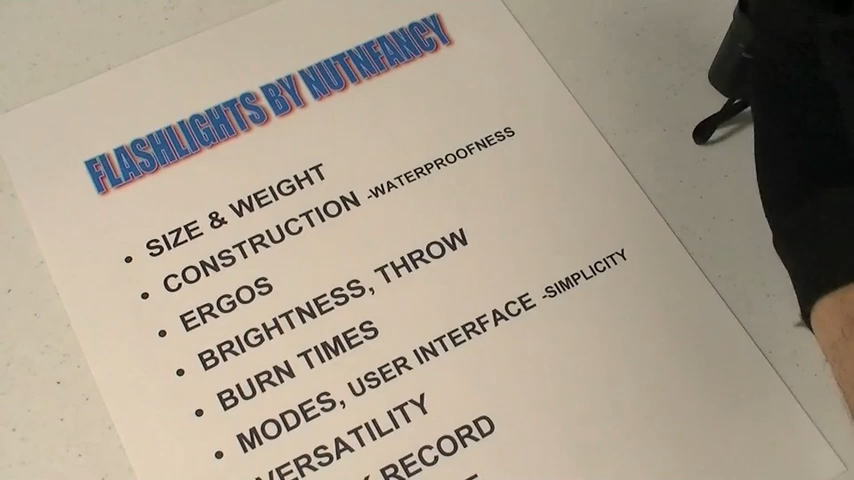 FLASHLIGHTS BY NUTNFANCY
• SIZE & WEIGHT
• CONSTRUCTION -WATERPROOFNESS
• ERGOS
• BRIGHTNESS, THROW
• BURN TIMES
• MODES, USER INTERFACE -SIMPLICITY
VERSATILITY
RECORD